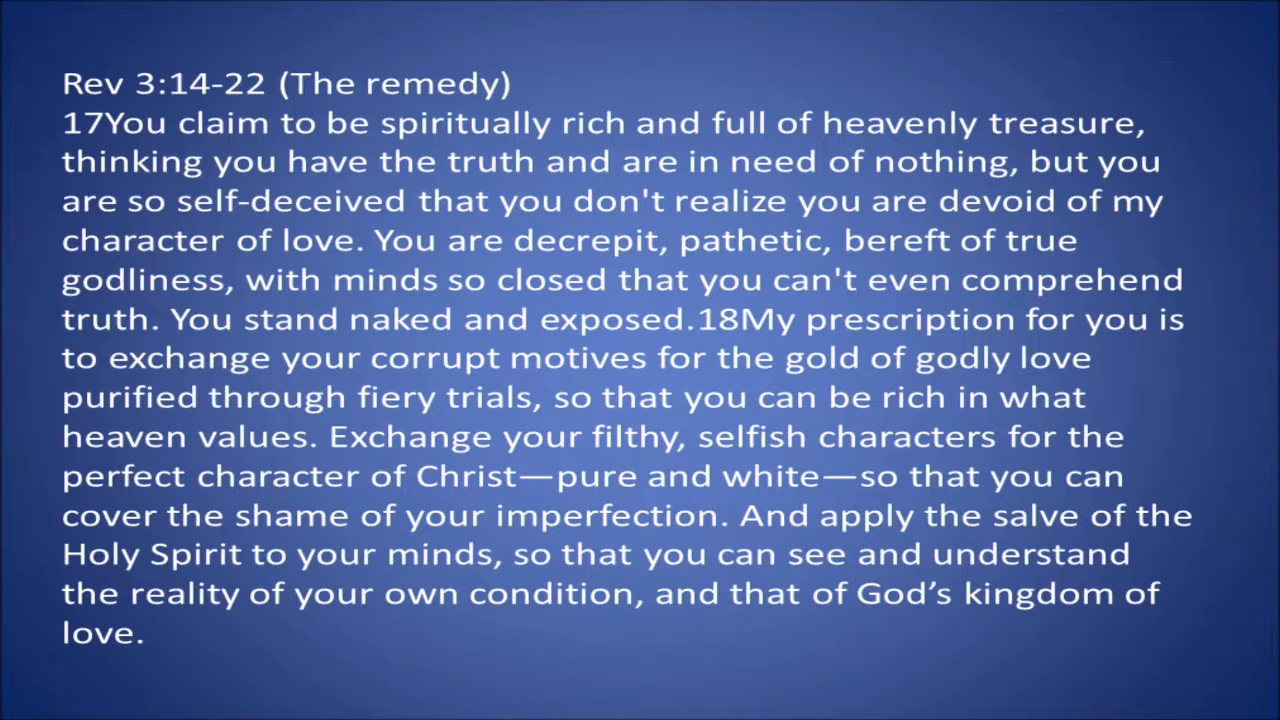 Rev 3:14-22 (The remedy)
17You claim to be spiritually rich and full of heavenly treasure,
thinking you have the truth and are in need of nothing, but you
are so self-deceived that you don't realize you are devoid of my
character of love. You are decrepit, pathetic, bereft of true
godliness, with minds so closed that you can't even comprehend
truth. You stand naked and exposed.18My prescription for you is
to exchange your corrupt motives for the gold of godly love
purified through fiery trials, so that you can be rich in what
heaven values. Exchange your filthy, selfish characters for the
perfect character of Christ—pure and white—so that you can
cover the shame of your imperfection. And apply the salve of the
Holy Spirit to your minds, so that you can see and understand
the reality of your own condition, and that of God’s kingdom of
love.